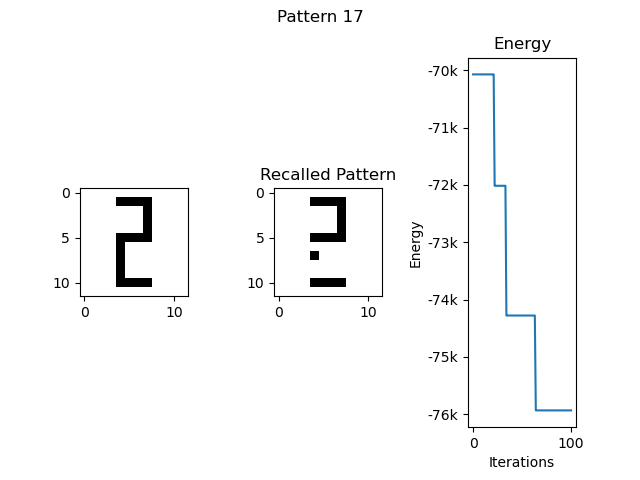 Pattern 17
0
5
10
0
10
Recalled Pattern
0
5
10
0
10
Energy
Energy
-70k
-71k
-72k
-73k
-74k
-75k
-76k
0
100
Iterations